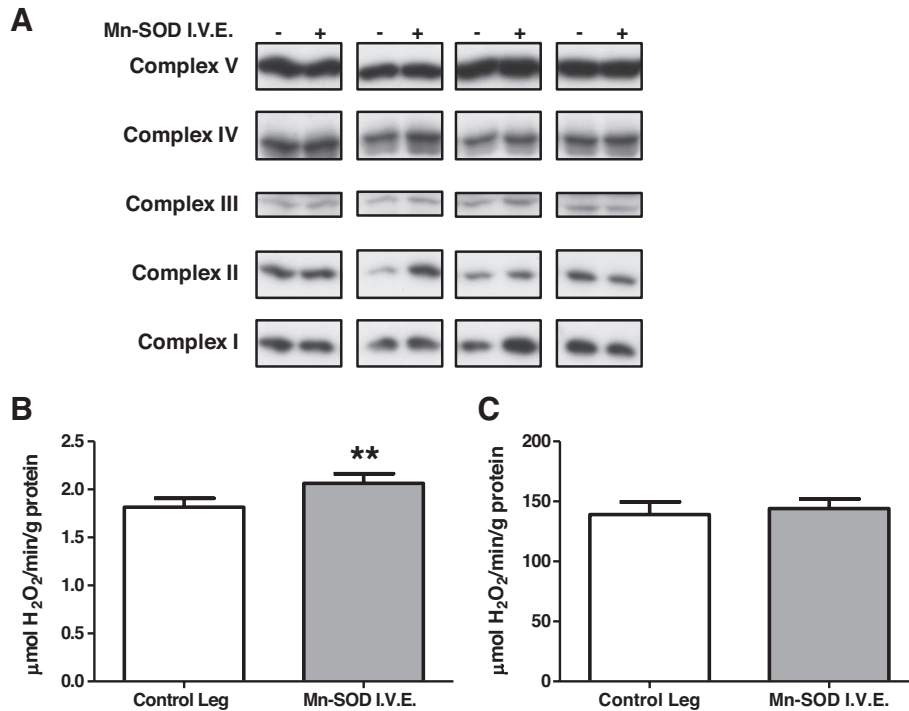 A
Mn-SOD I.V.E. - + - + - + - +
Complex V
Complex IV
Complex III
Complex II
Complex I
B
μmol H₂O₂/min/g protein
2.5
2.0
1.5
1.0
0.5
0.0
**
Control Leg Mn-SOD I.V.E.
C
μmol H₂O₂/min/g protein
200
150
100
50
0
Control Leg Mn-SOD I.V.E.